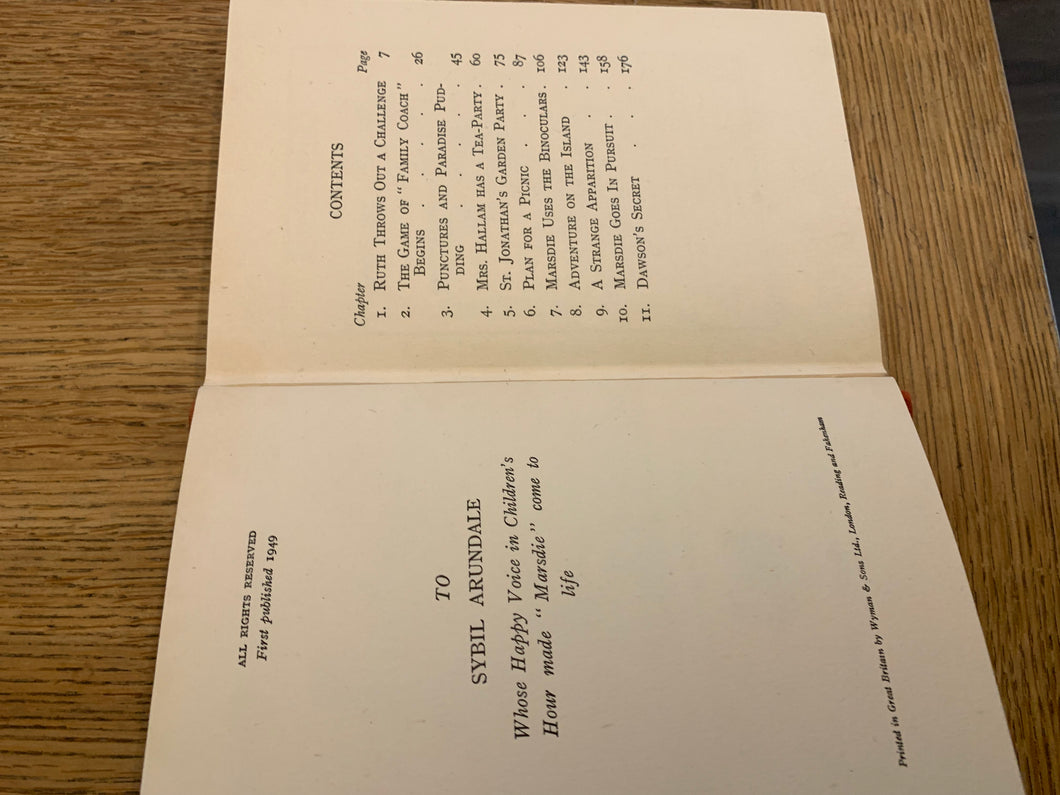 ALL RIGHTS RESERVED
First published 1949
TO
SYBIL ARUNDALE
Whose Happy Voice in Children's
Hour made “ Marsdie ” come to
life
Printed in Great Britain by Wyman & Sons Ltd., London, Reading and Fakenham
CONTENTS
Chapter Page
1. Ruth Throws Out a Challenge 7
2. The Game of “ Family Coach ”
Begins . . . . . 26
3. Punctures and Paradise Pud-
ding . . . . . 45
4. Mrs. Hallam has a Tea-Party . 60
5. St. Jonathan's Garden Party . 75
6. Plan for a Picnic . . . 87
7. Marsdie Uses the Binoculars . 106
8. Adventure on the Island . 123
9. A Strange Apparition . . 143
10. Marsdie Goes In Pursuit . . 158
11. Dawson's Secret . . . 176